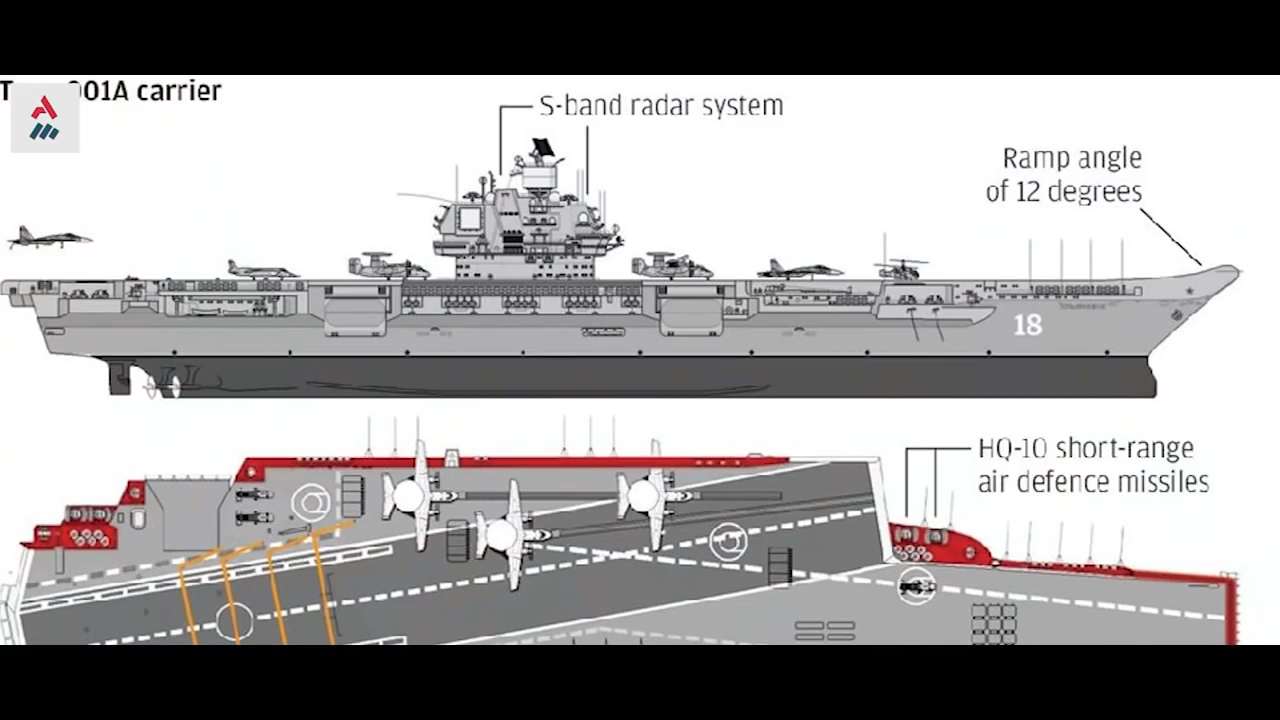 001A carrier
S-band radar system
Ramp angle
of 12 degrees
18
HQ-10 short-range
air defence missiles